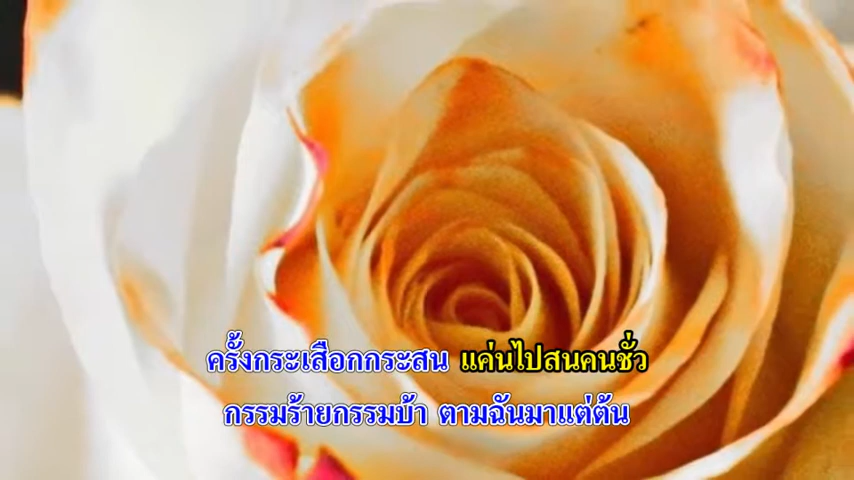 ครั้งกระเสือกกระสน แค่นไปสนคนชั่ว
กรรมร้ายกรรมบ้า ตามฉันมาแต่ต้น